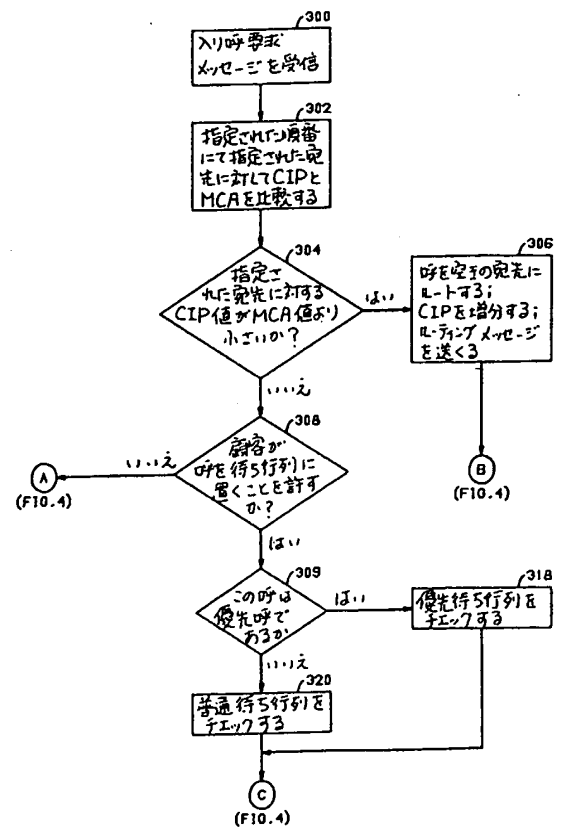 300
入り呼要求
メッセージを受信
302
指定された順番
にて指定された宛
先に対してCIPと
MCAを比較する
304
指定さ
れた宛先に対する
CIP値がMCA値より
小さいか?
はい
306
呼を空きの宛先に
ルートする;
CIPを増分する;
ルーティングメッセージ
を送くる
いいえ
308
顧客が
呼を待ち行列に
置くことを許す
か?
いいえ
A
(FIG.4)
B
(FIG.4)
はい
309
この呼は
優先呼で
あるか
はい
318
優先待ち行列を
チェックする
いいえ
320
普通待ち行列を
チェックする
C
(FIG.4)